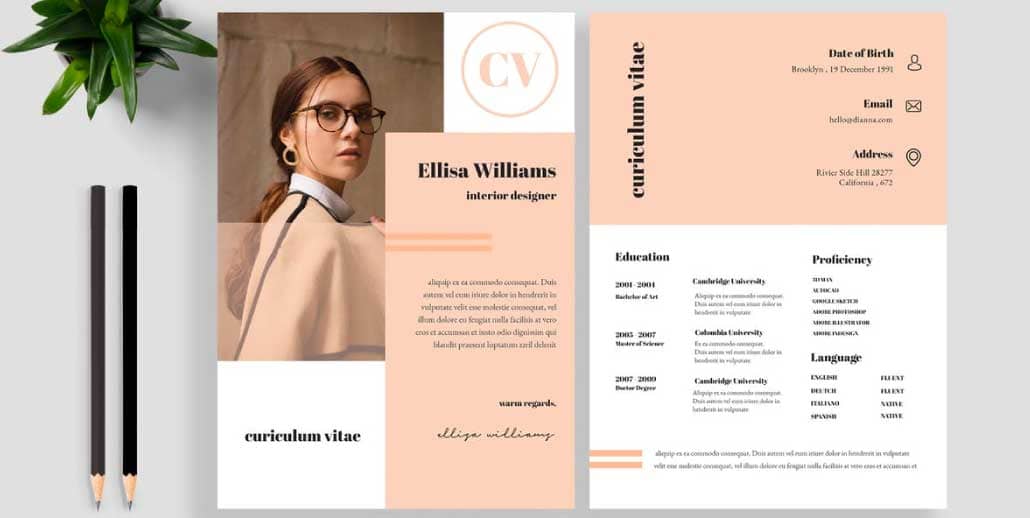 CV
Ellisa Williams
interior designer
aliquip ex ea commodo consequat. Duis
autem vel eum iriure dolor in hendrerit in
vulputate velit esse molestie consequat,
illum dolore eu feugiat nulla facilisis at vero
eros et accumsan et iusto odio dignissim qui
blandit praesent luptatum zzril delenit
warm regards,
ellisa williams
curiculum vitae
curiculum vitae
Date of Birth
Brooklyn , 19 December 1991
Email
hello@dianna.com
Address
Rivier Side Hill 28277
California , 672
Education
2001 - 2004
Bachelor of Art
Cambridge University
Aliquip ex ea commodo consequat.
Duis autem vel eum iriure dolor in
hendrerit in vulputate
2005 - 2007
Master of Science
Colombia University
Ex ea commodo consequat.
Duis autem vel eum iriure dolor in
hendrerit in vulputate
2007 - 2009
Doctor Degree
Cambridge University
Aliquip ex ea commodo consequat.
Duis autem vel eum iriure dolor in
hendrerit in vulputate
Proficiency
AUTOCAD
GOOGLE SKETCH
ADOBE PHOTOSHOP
ADOBE ILLUSTRATOR
ADOBE INDESIGN
Language
ENGLISH FLUENT
DEUTCH FLUENT
ITALIANO NATIVE
SPANISH NATIVE
aliquip ex ea commodo consequat. Duis autem vel eum iriure dolor in hendrerit in vulputate
velit esse molestie consequat, vel illum dolore eu feugiat nulla facilisis at vero eros et accumsan et